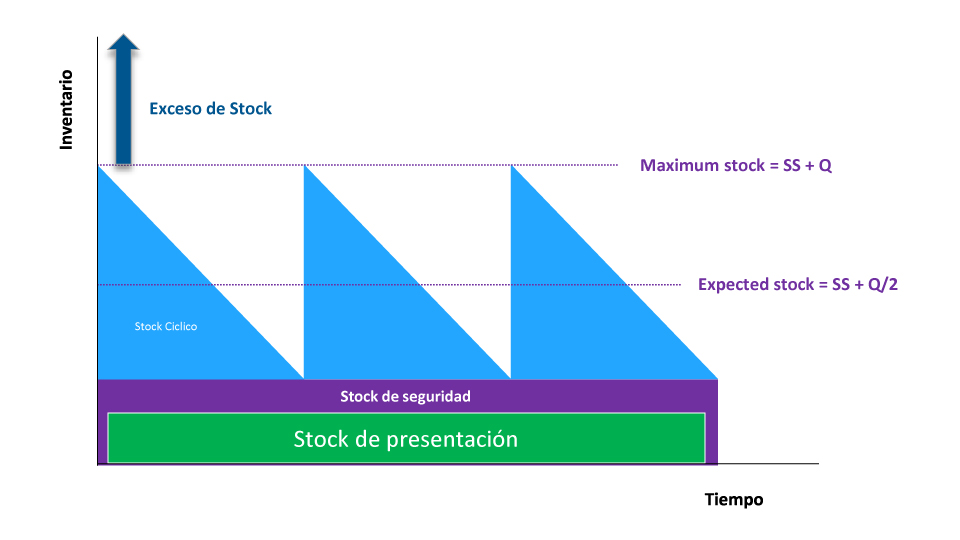 Inventario
Exceso de Stock
Maximum stock = SS + Q
Expected stock = SS + Q/2
Stock Ciclico
Stock de seguridad
Stock de presentación
Tiempo